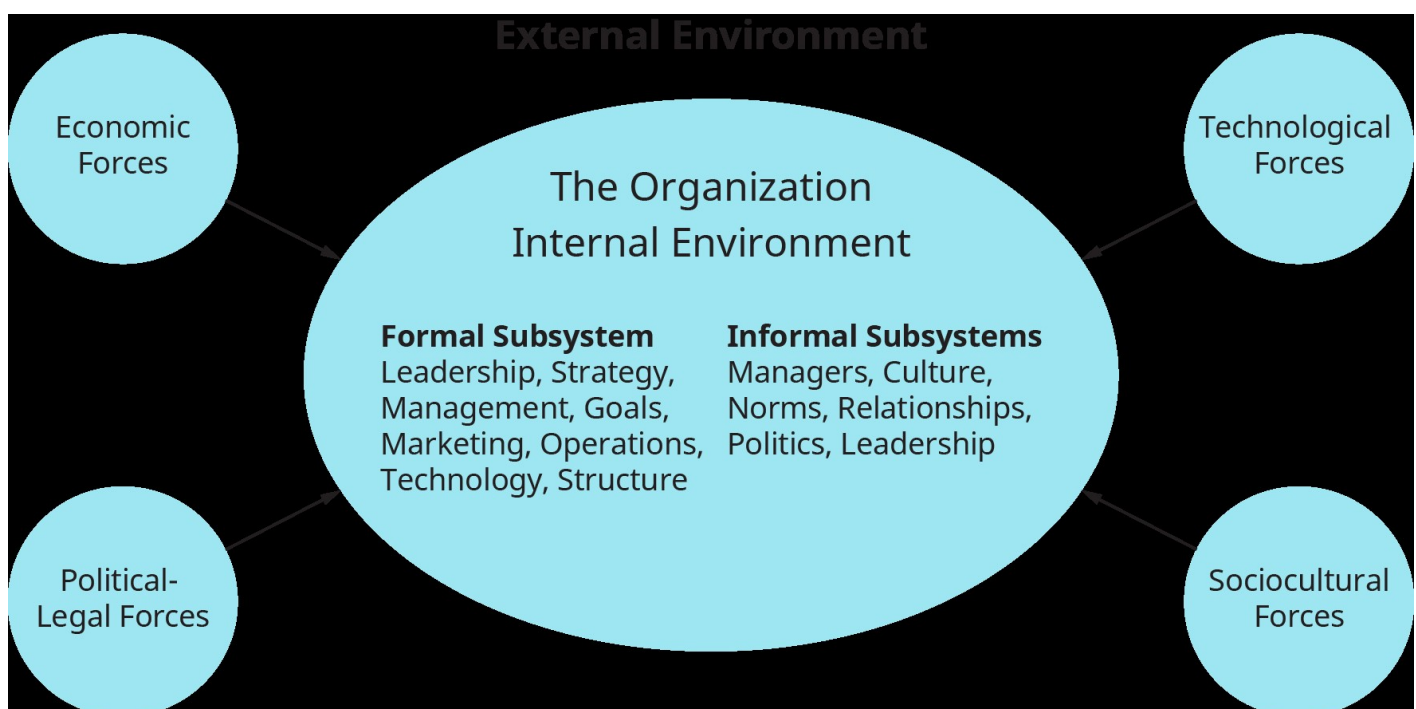 External Environment
Economic
Forces
Technological
Forces
The Organization
Internal Environment
Formal Subsystem
Leadership, Strategy,
Management, Goals,
Marketing, Operations,
Technology, Structure
Informal Subsystems
Managers, Culture,
Norms, Relationships,
Politics, Leadership
Political-
Legal Forces
Sociocultural
Forces